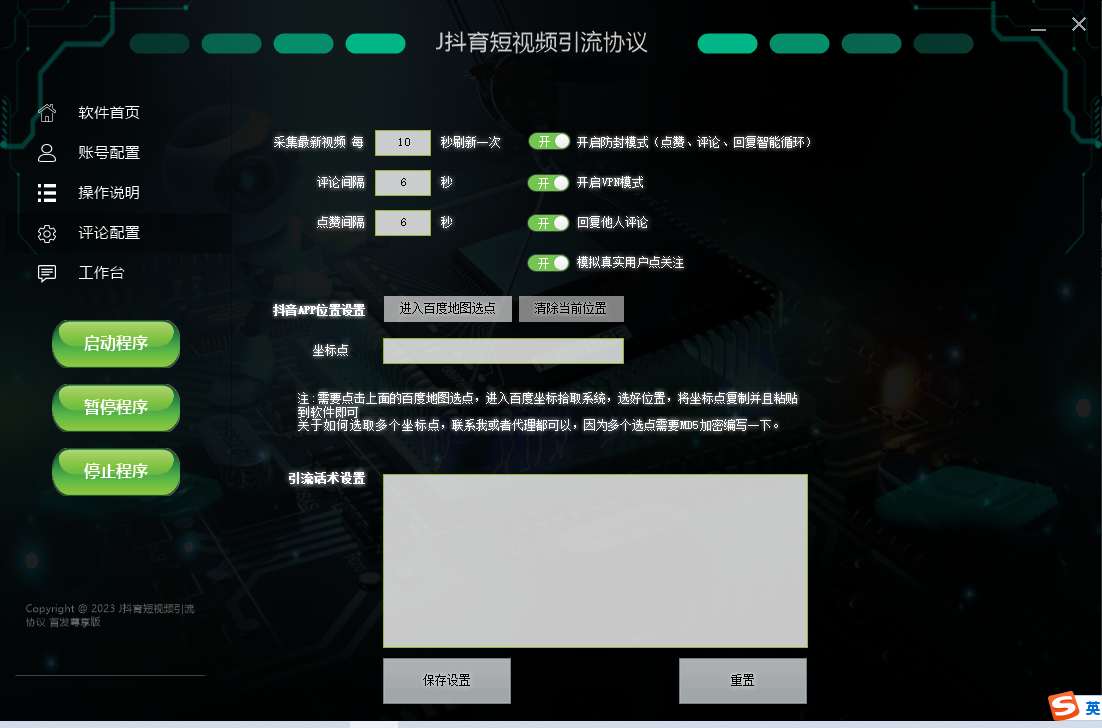 J抖音短视频引流协议
软件首页
账号配置
操作说明
评论配置
工作台
启动程序
暂停程序
停止程序
Copyright @ 2023 J抖音短视频引流
协议 首发尊享版
采集最新视频 每 10 秒刷新一次 开 开启防封模式（点赞、评论、回复智能循环）
评论间隔 6 秒 开 开启VPN模式
点赞间隔 6 秒 开 回复他人评论
开 模拟真实用户点关注
抖音APP位置设置 进入百度地图选点 清除当前位置
坐标点
注:需要点击上面的百度地图选点，进入百度坐标拾取系统，选好位置，将坐标点复制并且粘贴
到软件即可
关于如何选取多个坐标点，联系我或者代理都可以，因为多个选点需要MD5加密编写一下。
引流话术设置
保存设置 重置
S 英